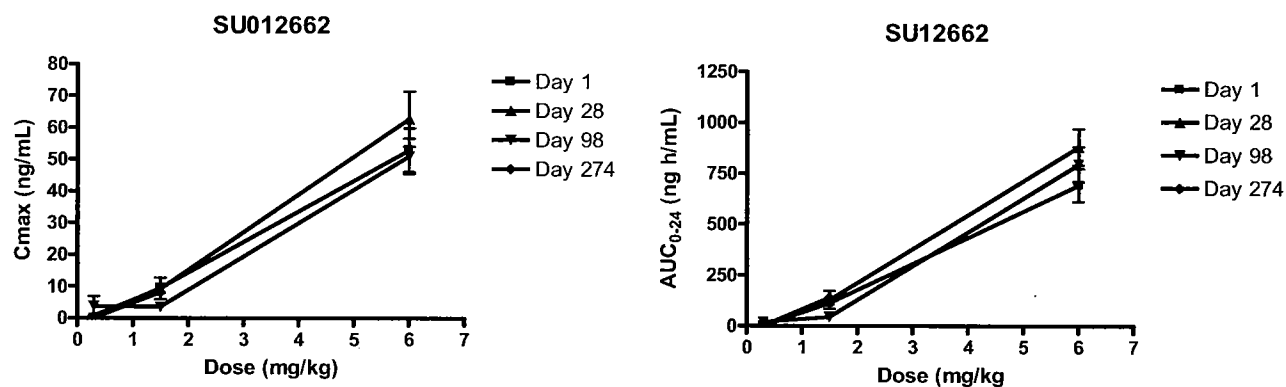 SU012662
80
70
60
50
40
30
20
10
0
Cmax (ng/mL)
0 1 2 3 4 5 6 7
Dose (mg/kg)
Day 1
Day 28
Day 98
Day 274
SU12662
1250
1000
750
500
250
0
AUC0-24 (ng h/mL)
0 1 2 3 4 5 6 7
Dose (mg/kg
Day 1
Day 28
Day 98
Day 274